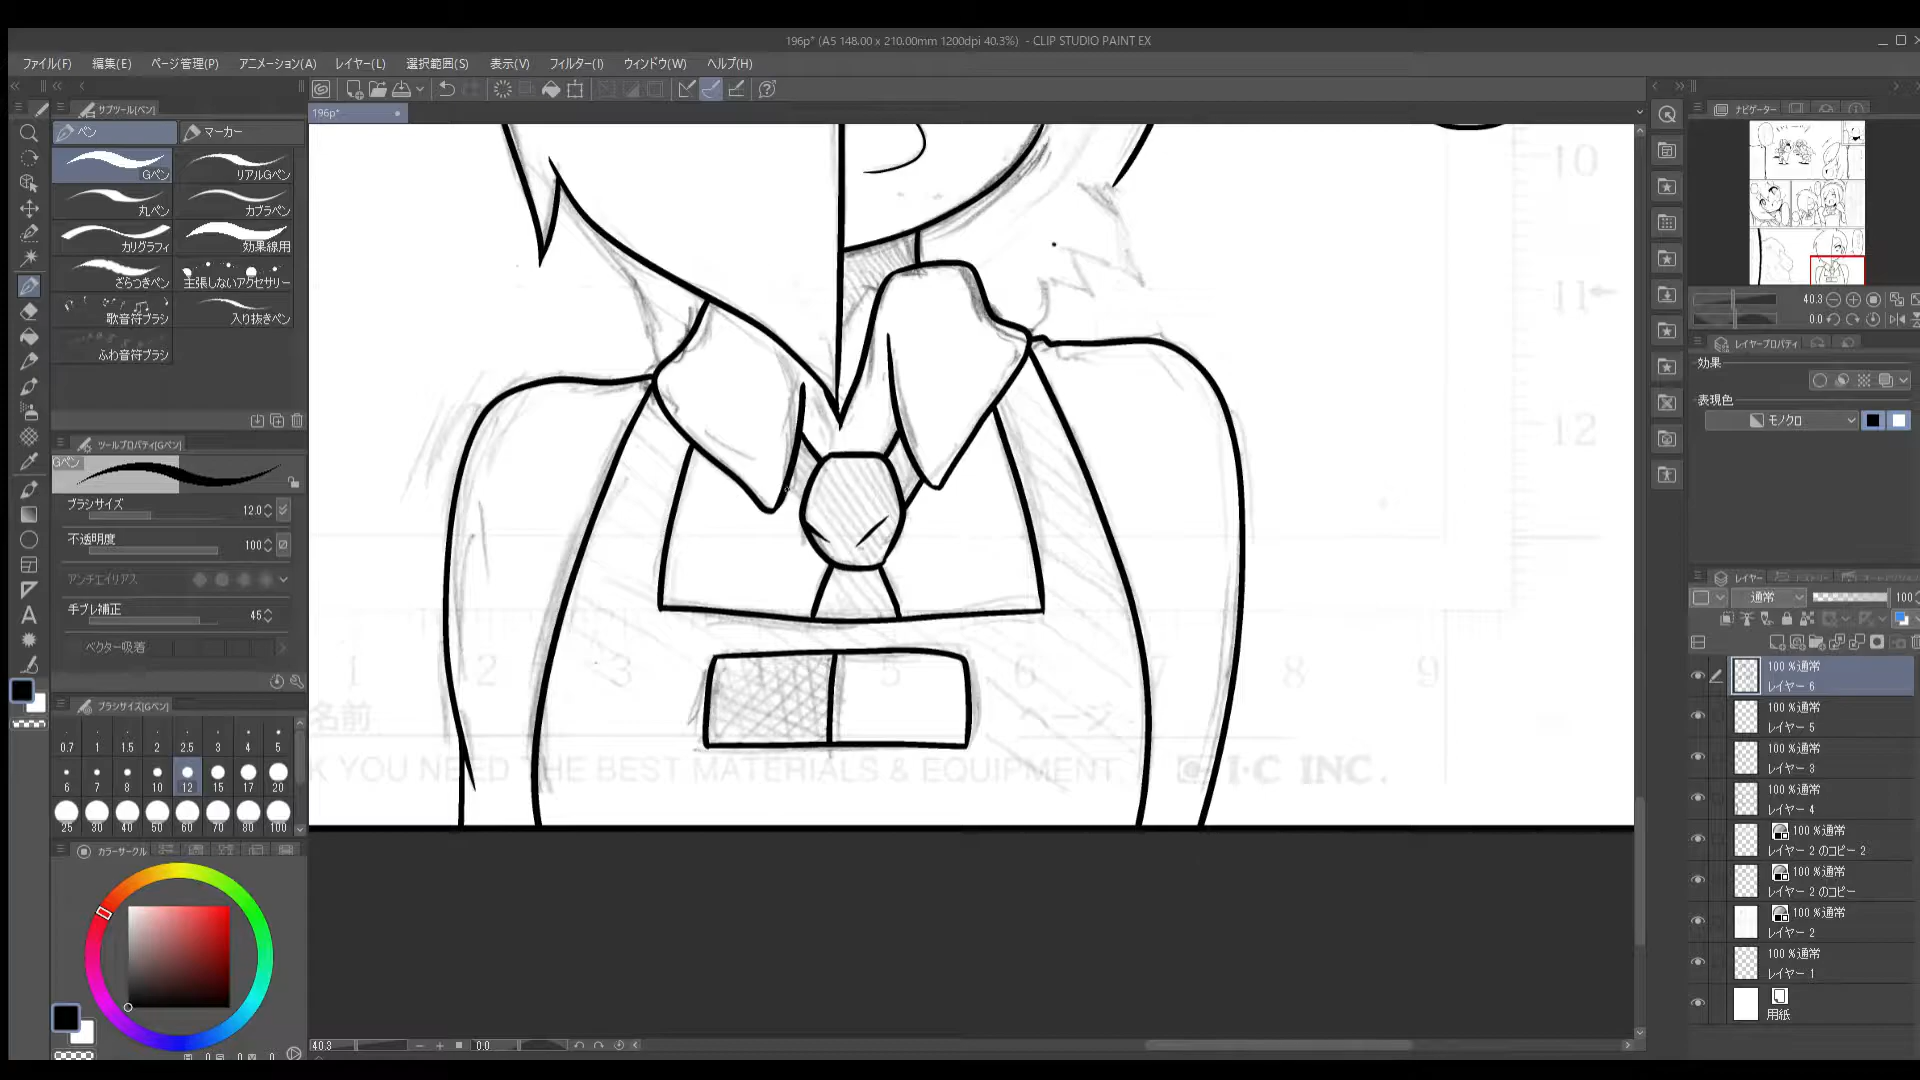 196p* (A5 148.00 x 210.00mm 1200dpi 40.3%) - CLIP STUDIO PAINT EX
ファイル(F) 編集(E) ページ管理(P) アニメーション(A) レイヤー(L) 選択範囲(S) 表示(V) フィルター(I) ウィンドウ(W) ヘルプ(H)
サブツール[ペン]
196p*
ナビゲーター
ペン マーカー
Gペン リアルGペン
丸ペン カブラペン
カリグラフィ 効果線用
ざらつきペン 主張しないアクセサリー
歌音符ブラシ 入り抜きペン
ふわ音符ブラシ
ツールプロパティ[Gペン]
Gペン
ブラシサイズ 12.0
不透明度 100
アンチエイリアス
手ブレ補正 45
ベクター吸着
ブラシサイズ[Gペン]
0.7 1 1.5 2 2.5 3 4 5
6 7 8 10 12 15 17 20
25 30 40 50 60 70 80 100
カラーサークル
10
11
12
1 2 3 5 6 7 8 9
名前 ページ
K YOU NEED THE BEST MATERIALS & EQUIPMENT. I·C INC.
40.3 0.0
40.3
0.0
レイヤープロパティ
効果
表現色
モノクロ
レイヤー
通常 100
100 %通常
レイヤー 6
100 %通常
レイヤー 5
100 %通常
レイヤー 3
100 %通常
レイヤー 4
100 %通常
レイヤー 2 のコピー 2
100 %通常
レイヤー 2 のコピー
100 %通常
レイヤー 2
100 %通常
レイヤー 1
用紙